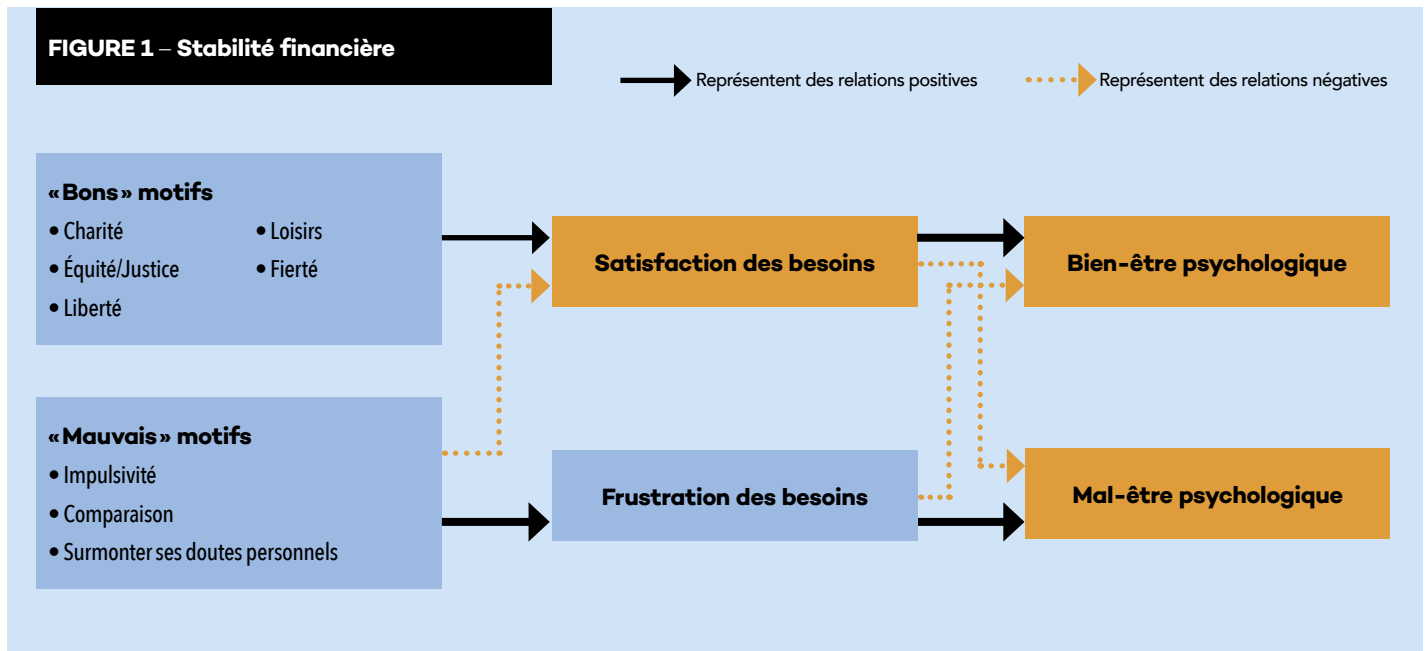 FIGURE 1 – Stabilité financière
Représentent des relations positives
Représentent des relations négatives
«Bons» motifs
• Charité
• Loisirs
• Équité/Justice
• Fierté
• Liberté
Satisfaction des besoins
Bien-être psychologique
«Mauvais» motifs
• Impulsivité
• Comparaison
• Surmonter ses doutes personnels
Frustration des besoins
Mal-être psychologique